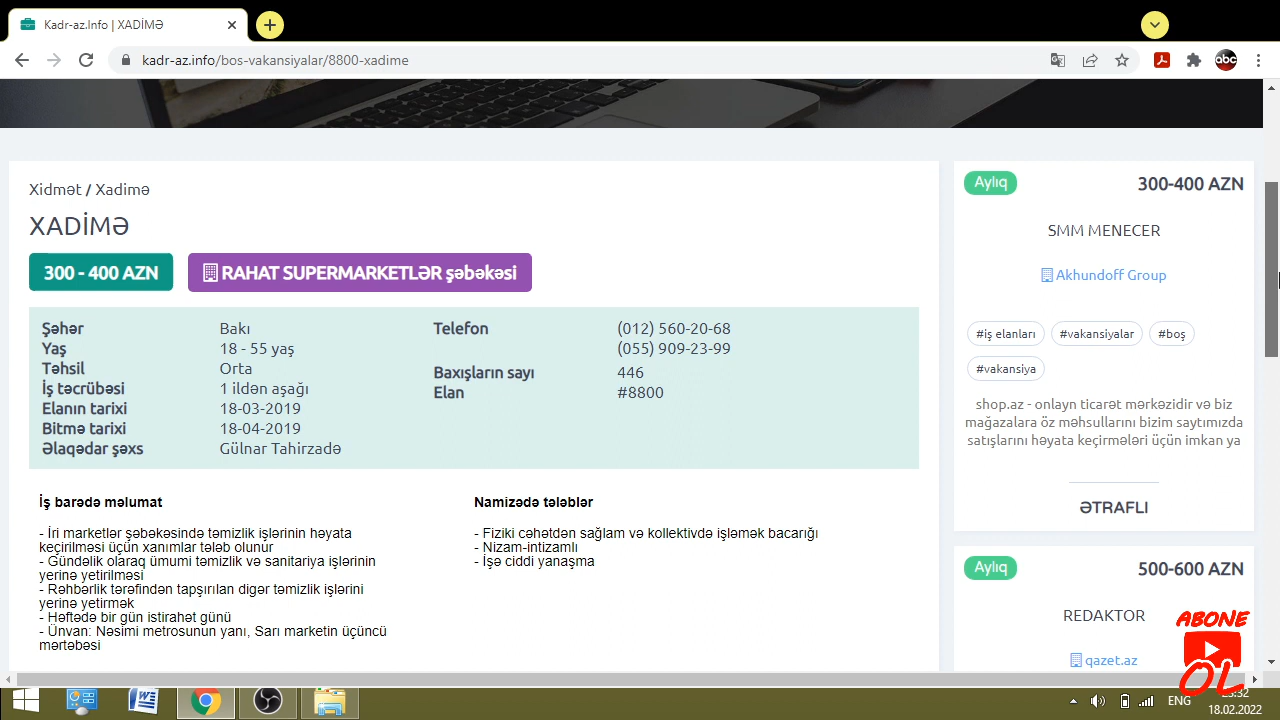 Kadr-az.Info | XADİMƏ
kadr-az.info/bos-vakansiyalar/8800-xadime
abc
Xidmət / Xadimə
XADİMƏ
300 - 400 AZN
RAHAT SUPERMARKETLƏR şəbəkəsi
Şəhər Bakı
Yaş 18 - 55 yaş
Təhsil Orta
İş təcrübəsi 1 ildən aşağı
Elanın tarixi 18-03-2019
Bitmə tarixi 18-04-2019
Əlaqədar şəxs Gülnar Tahirzadə
Telefon (012) 560-20-68
(055) 909-23-99
Baxışların sayı 446
Elan #8800
İş barədə məlumat
- İri marketlər şəbəkəsində təmizlik işlərinin həyata
keçirilməsi üçün xanımlar tələb olunur
- Gündəlik olaraq ümumi təmizlik və sanitariya işlərinin
yerinə yetirilməsi
- Rəhbərlik tərəfindən tapşırılan digər təmizlik işlərini
yerinə yetirmək
- Həftədə bir gün istirahət günü
- Ünvan: Nəsimi metrosunun yanı, Sarı marketin üçüncü
mərtəbəsi
Namizədə tələblər
- Fiziki cəhətdən sağlam və kollektivdə işləmək bacarığı
- Nizam-intizamlı
- İşə ciddi yanaşma
Aylıq 300-400 AZN
SMM MENECER
Akhundoff Group
#iş elanları #vakansiyalar #boş
#vakansiya
shop.az - onlayn ticarət mərkəzidir və biz
mağazalara öz məhsullarını bizim saytımızda
satışlarını həyata keçirmələri üçün imkan ya
ƏTRAFLI
Aylıq 500-600 AZN
REDAKTOR
qazet.az
ABONE
OL
ENG
18.02.2022